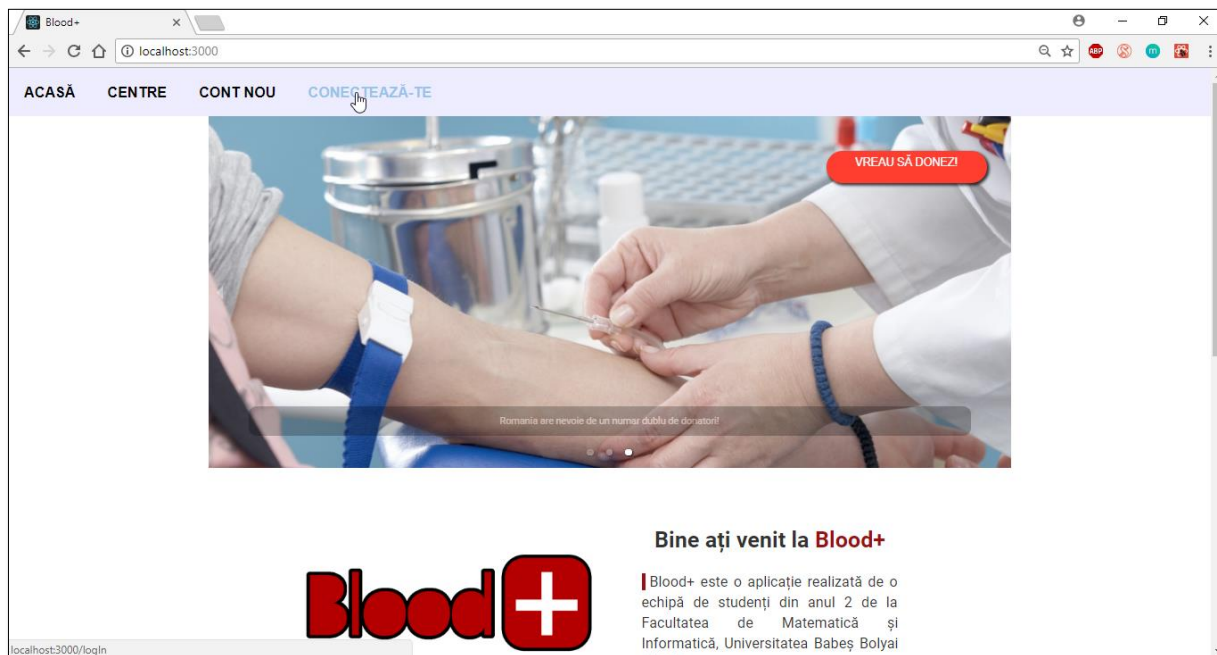 Blood+
localhost:3000
ABP
m
ACASĂ CENTRE CONT NOU CONECTEAZĂ-TE
VREAU SĂ DONEZ!
Romania are nevoie de un numar dublu de donatori!
Bine ați venit la Blood+
Blood+
Blood+ este o aplicație realizată de o
echipă de studenți din anul 2 de la
Facultatea de Matematică și
Informatică, Universitatea Babeș Bolyai
localhost:3000/logIn